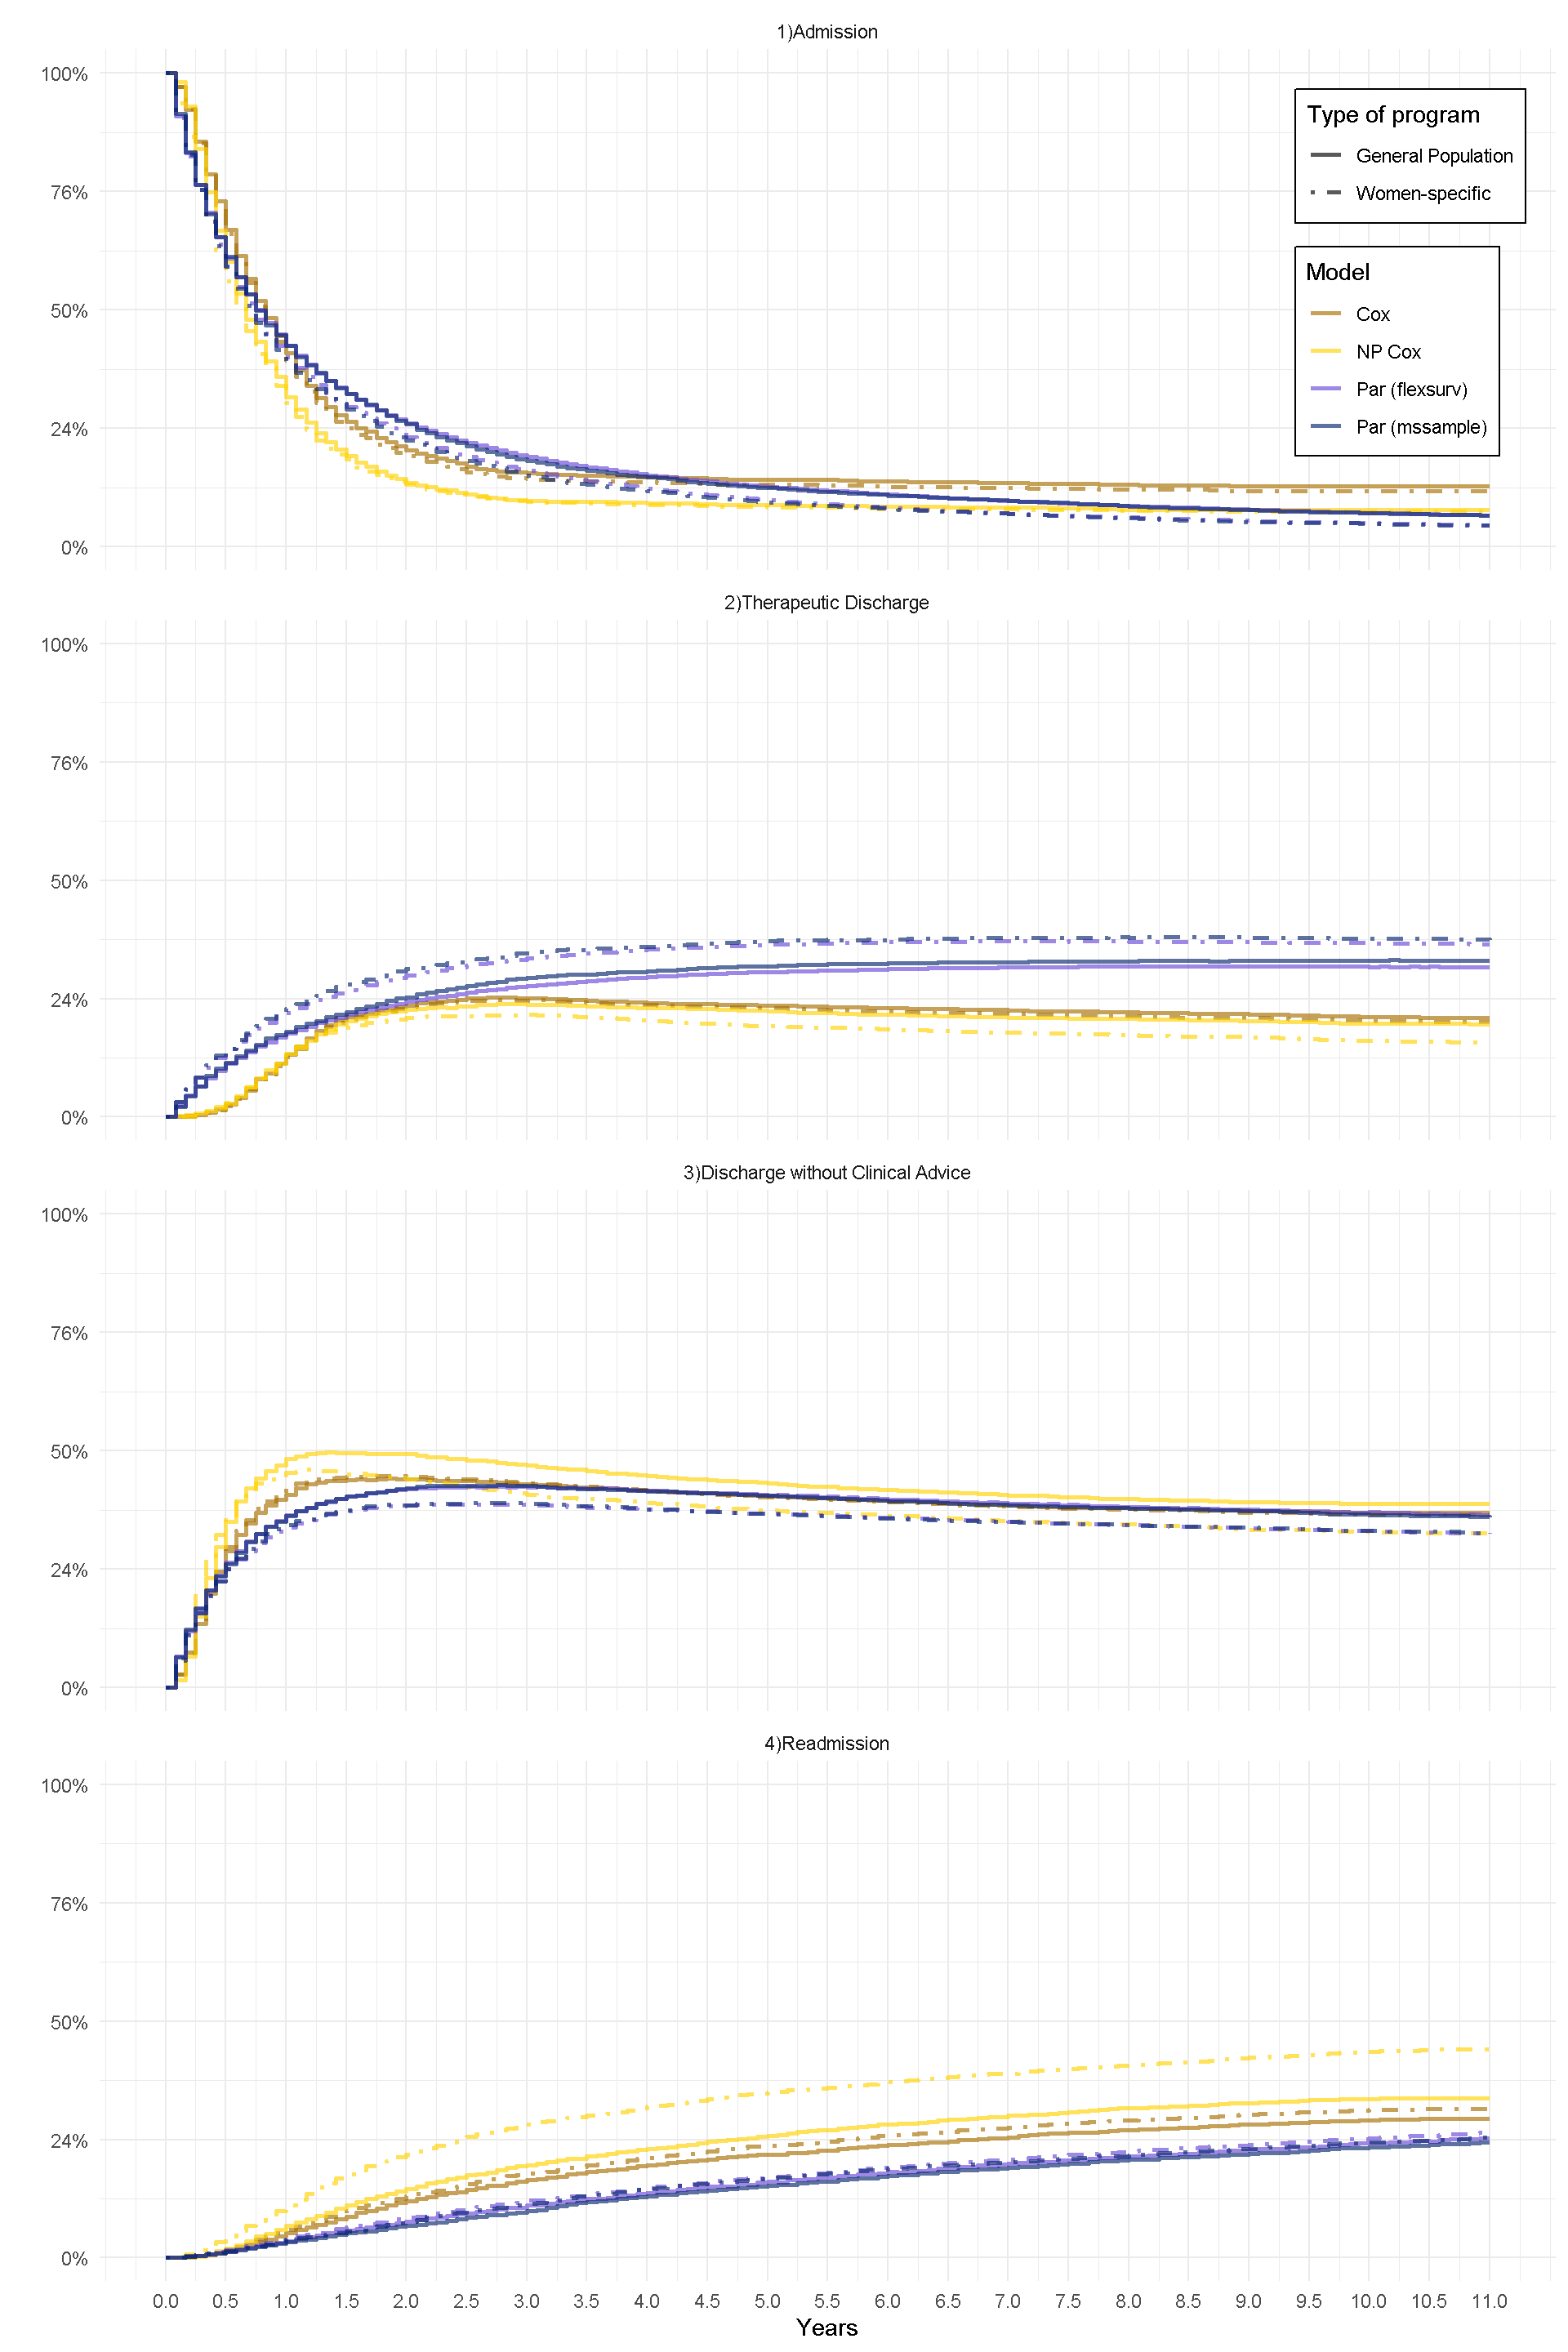 1)Admission
100%
76%
50%
24%
0%
Type of program
General Population
Women-specific
Model
Cox
NP Cox
Par (flexsurv)
Par (mssample)
2)Therapeutic Discharge
100%
76%
50%
24%
0%
3)Discharge without Clinical Advice
100%
76%
50%
24%
0%
4)Readmission
100%
76%
50%
24%
0%
0.0 0.5 1.0 1.5 2.0 2.5 3.0 3.5 4.0 4.5 5.0 5.5 6.0 6.5 7.0 7.5 8.0 8.5 9.0 9.5 10.0 10.5 11.0
Years